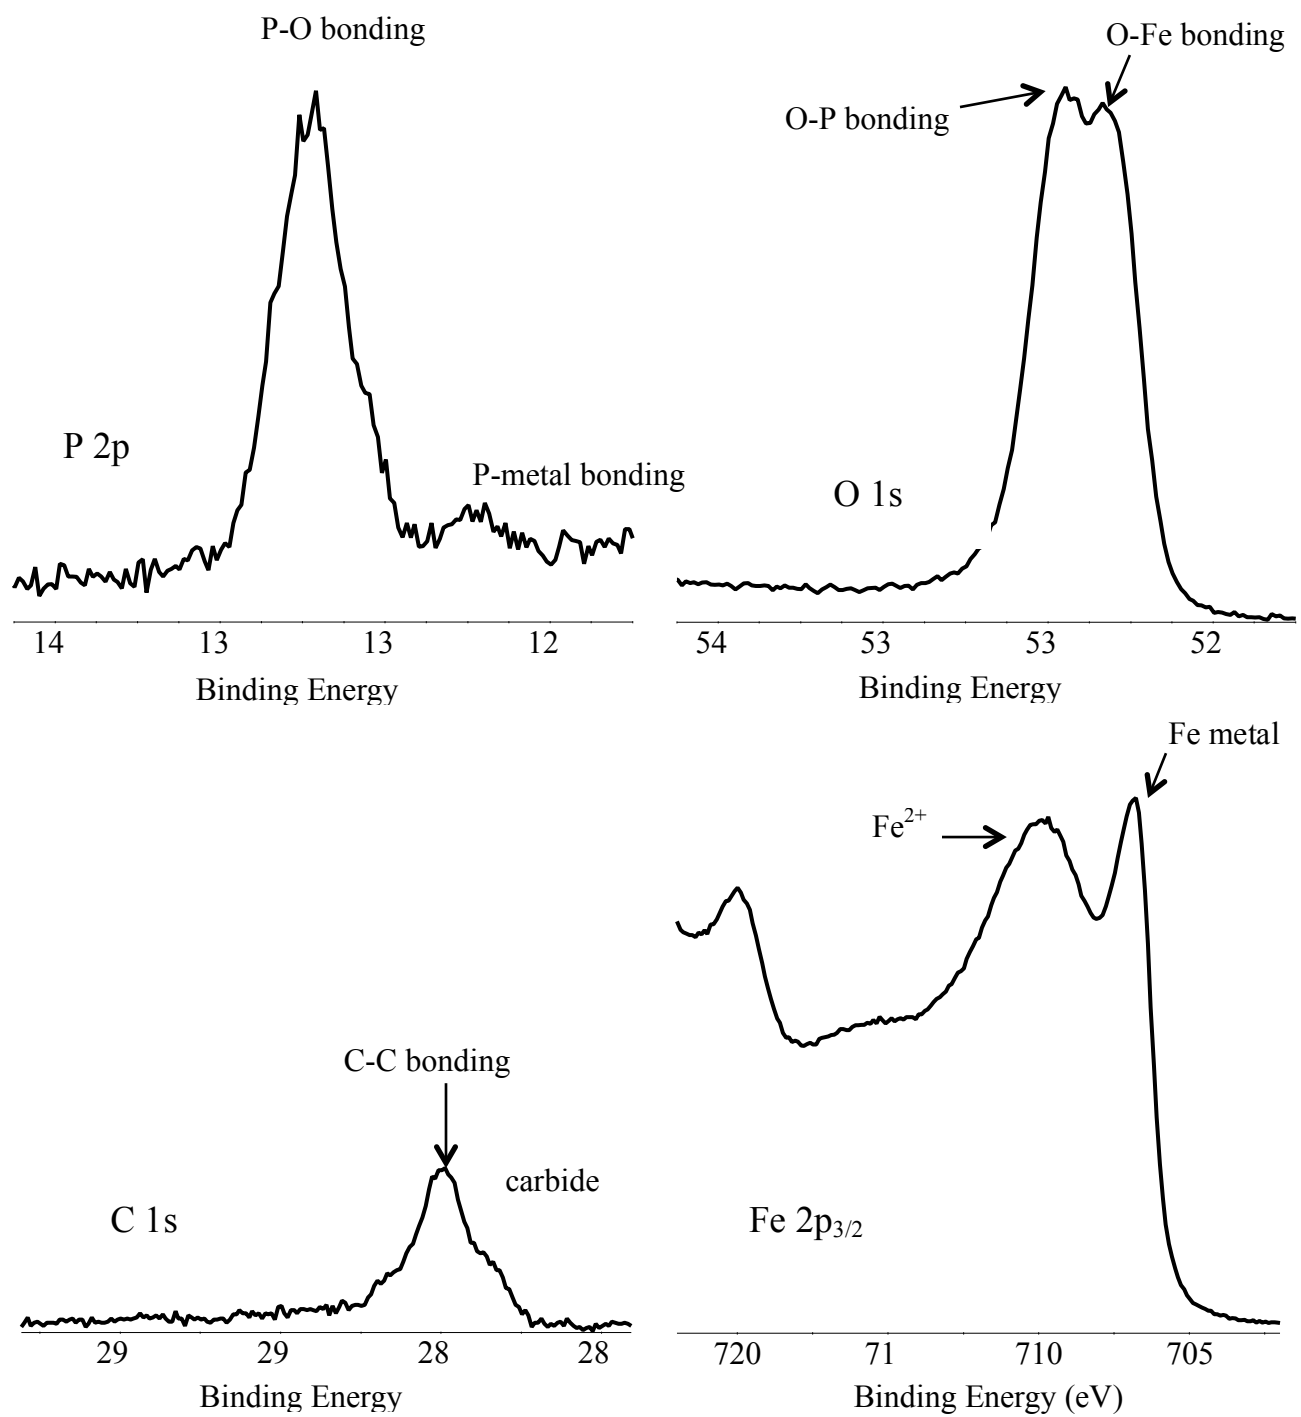 P-O bonding
P 2p
P-metal bonding
14 13 13 12
Binding Energy
O-Fe bonding
O-P bonding
O 1s
54 53 53 52
Binding Energy
C-C bonding
carbide
C 1s
29 29 28 28
Binding Energy
Fe metal
Fe²⁺
Fe 2p₃/₂
720 71 710 705
Binding Energy (eV)